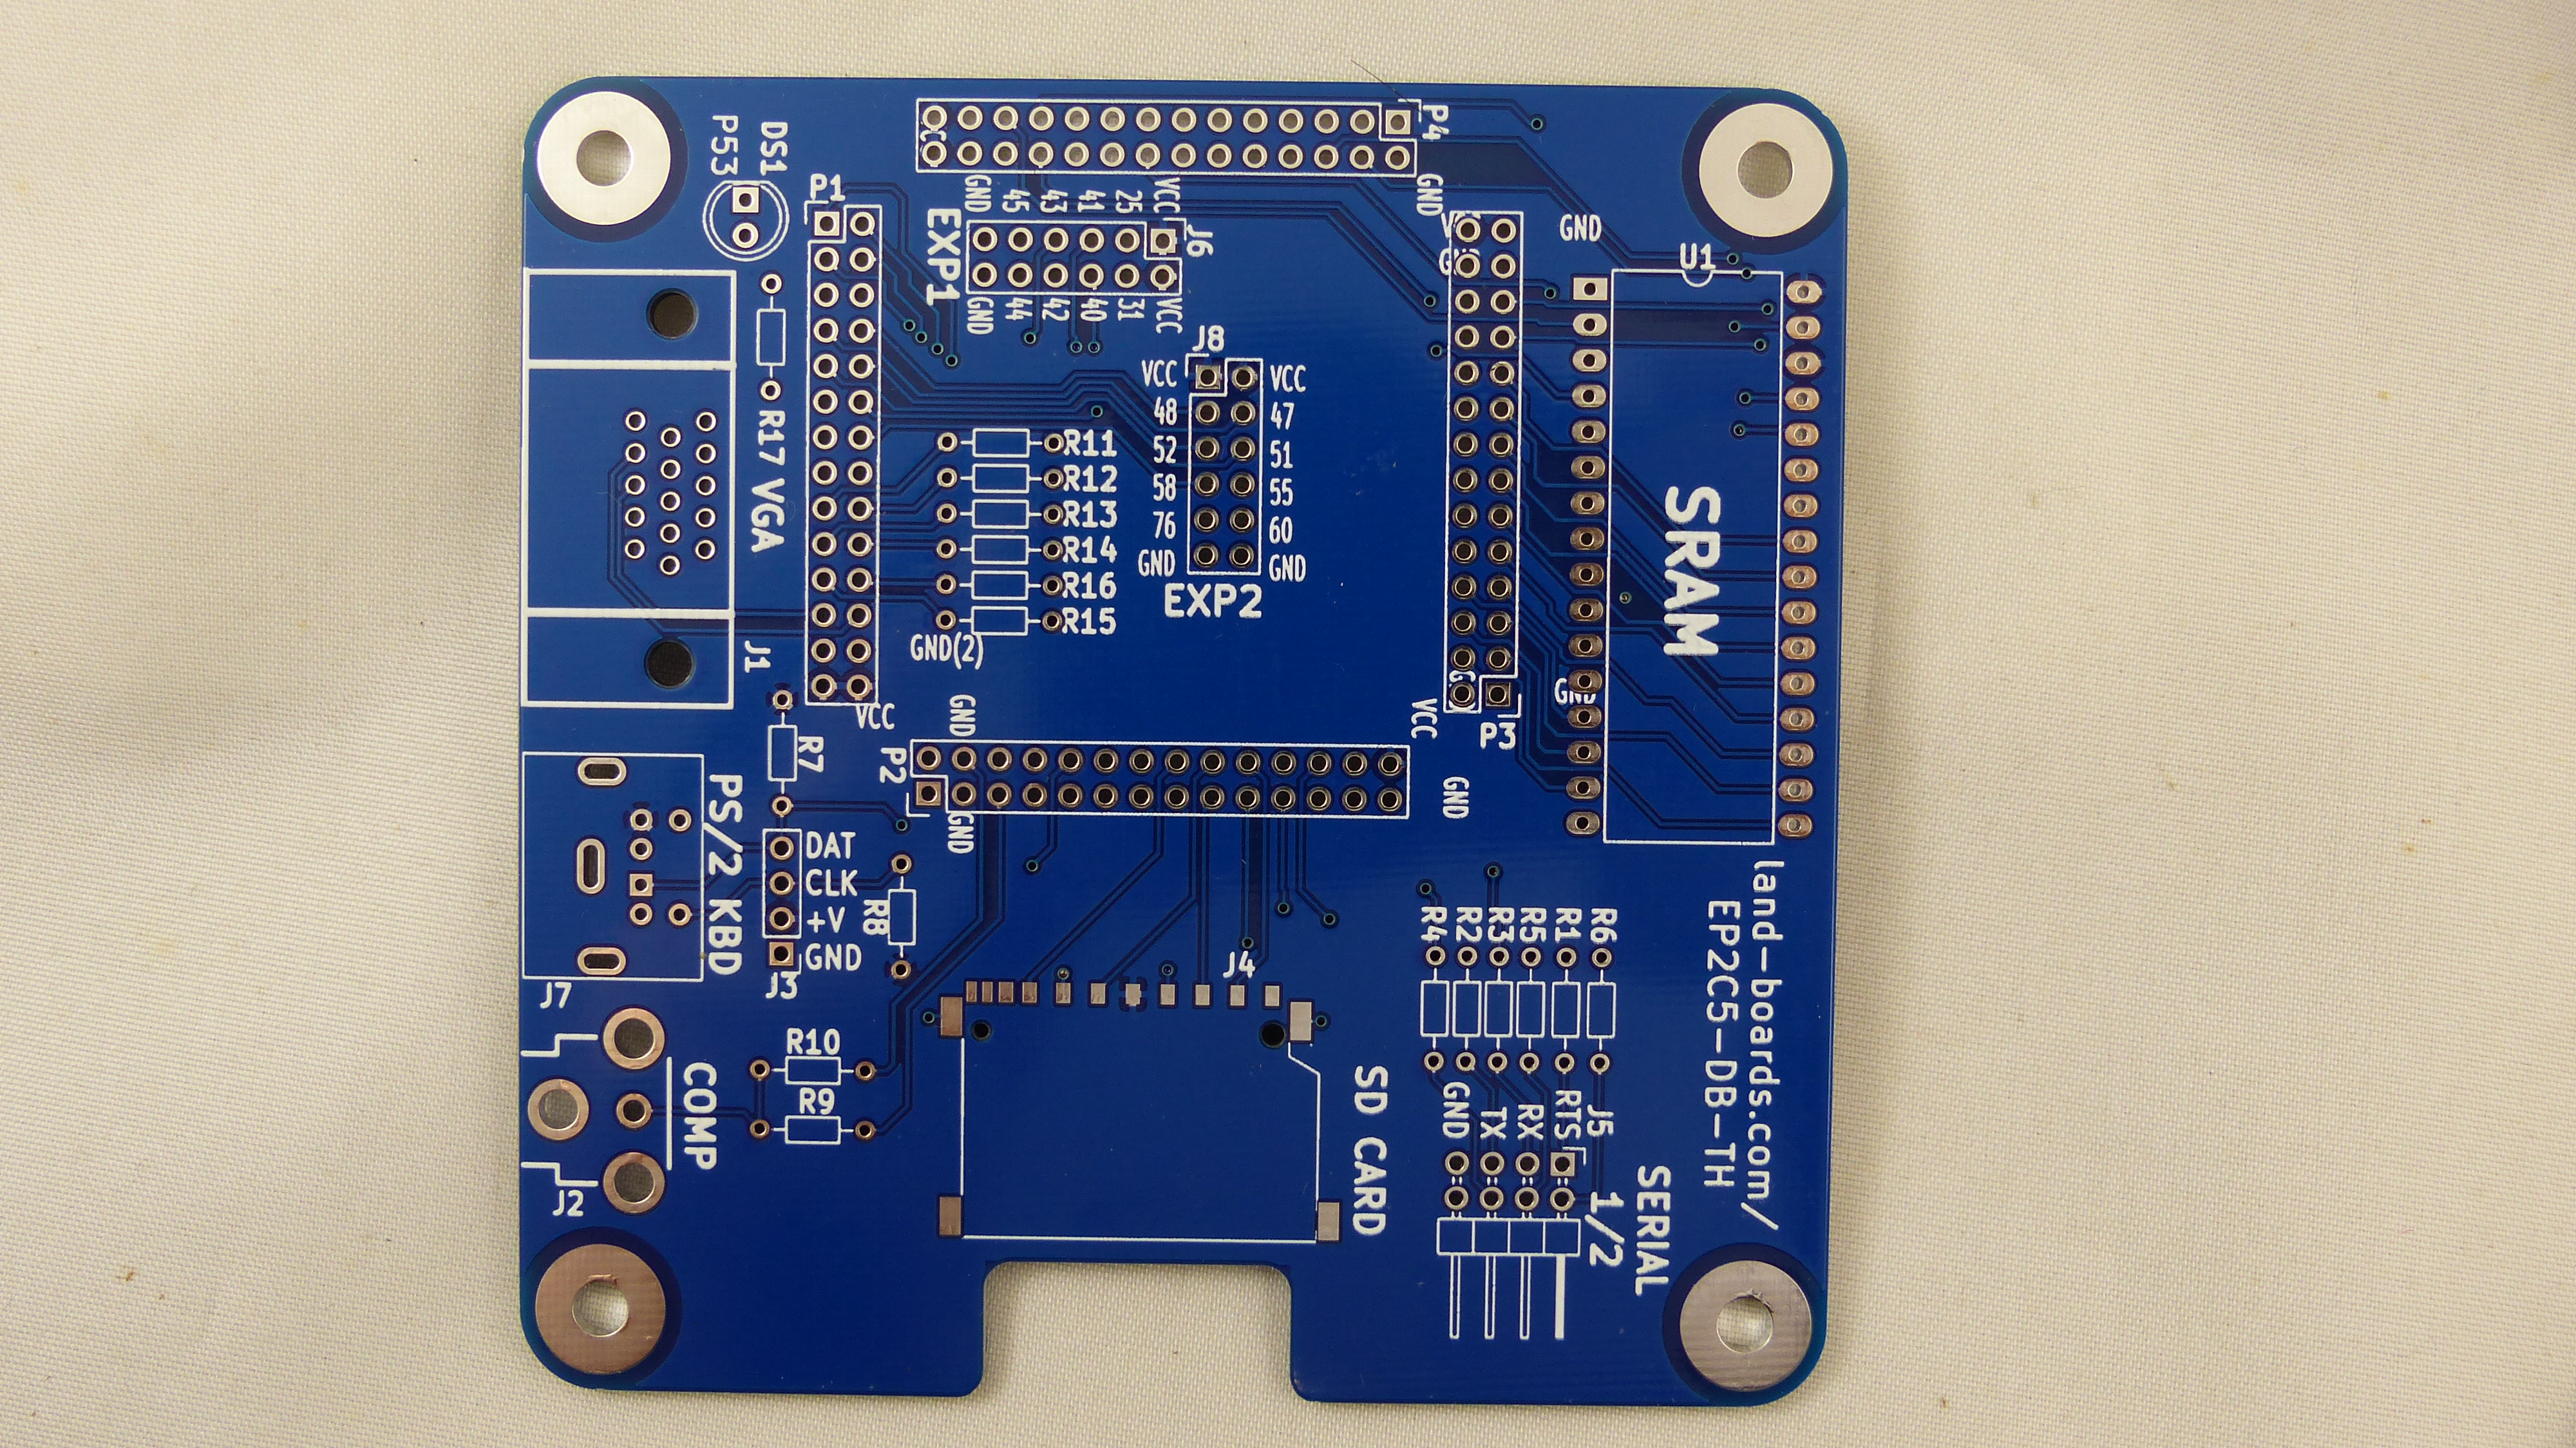 P4
DS1
P53
P1
GND
45
43
41
25
VCC
GND
J6
EXP1
GND
44
42
40
31
VCC
GND
U1
J8
VCC
VCC
48
47
52
51
58
55
76
60
GND
GND
EXP2
R17
VGA
R11
R12
R13
R14
R16
R15
GND(2)
SRAM
J1
VCC
GND
GND
VCC
P3
P2
R7
GND
GND
PS/2 KBD
DAT
CLK
+V
GND
J3
R8
J7
J4
R4
R2
R3
R5
R1
R6
land-boards.com/
EP2C5-DB-TH
R10
R9
COMP
J2
SD CARD
GND
TX
RX
RTS
J5
SERIAL
1/2